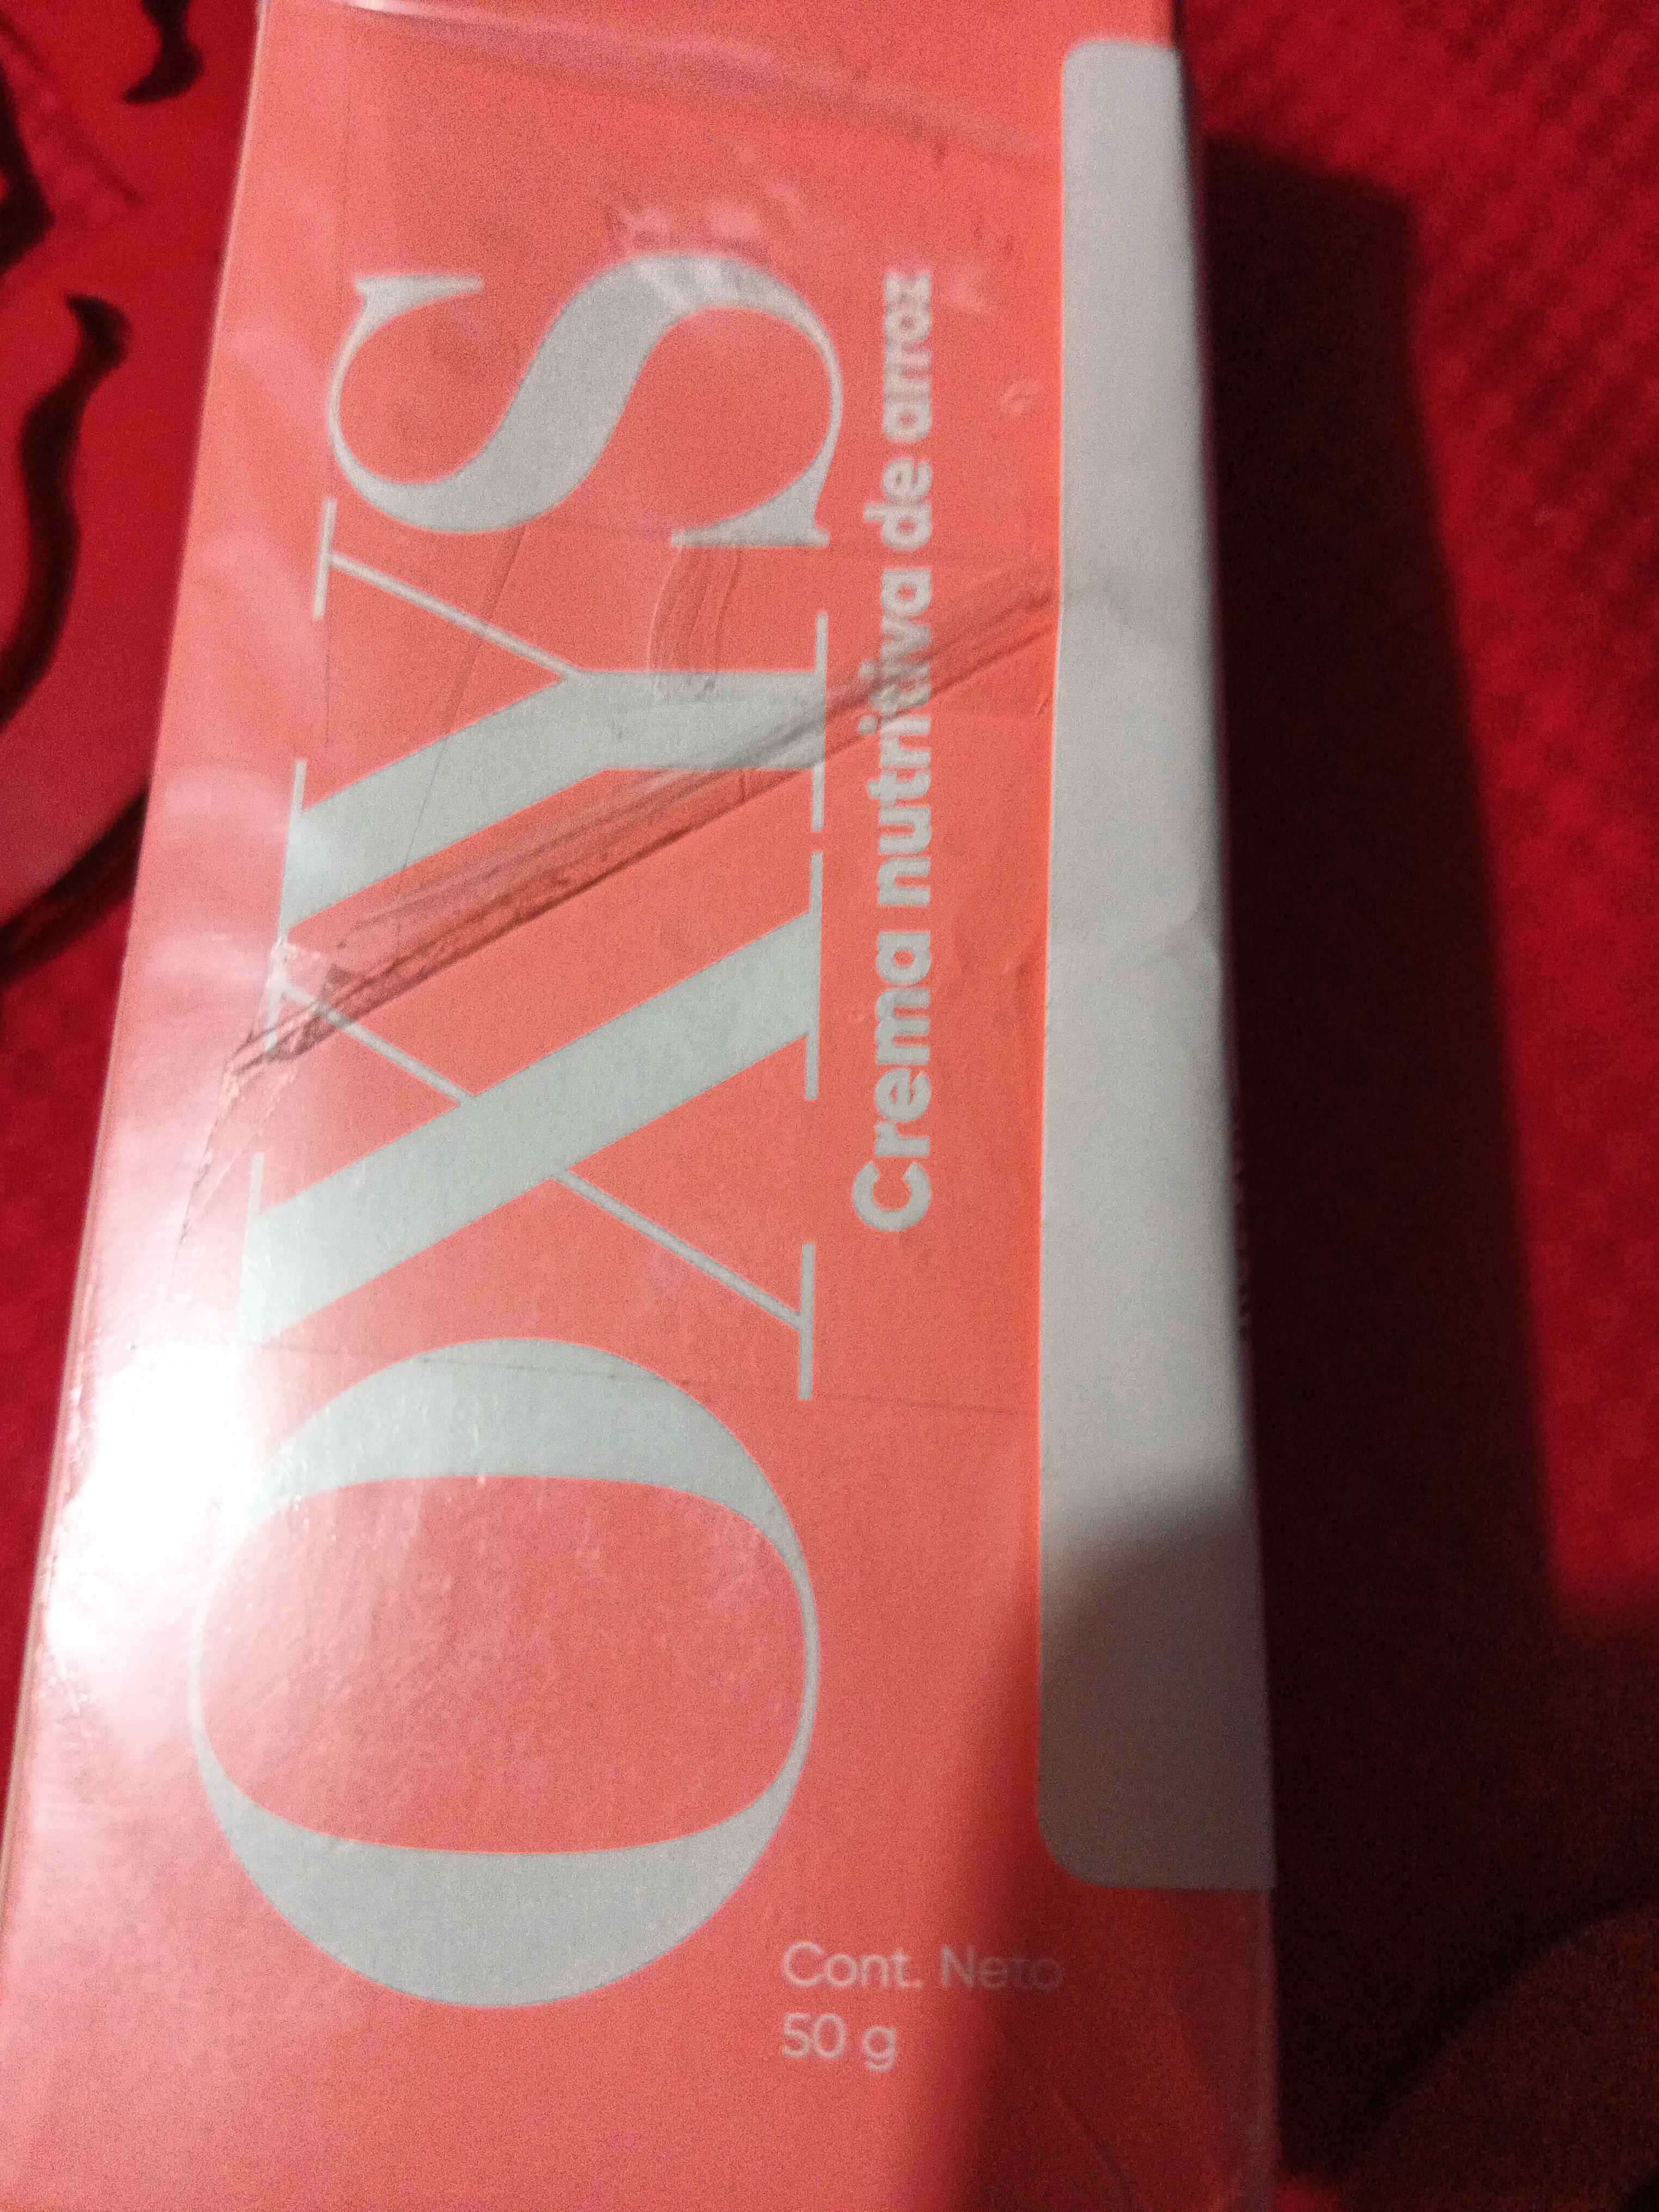 OXYS
Crema nutritiva de arroz
Cont. Neto
50 g